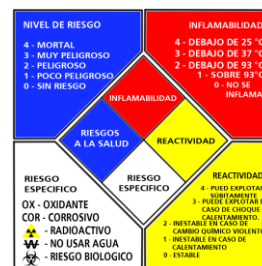 NIVEL DE RIESGO
4 - MORTAL
3 - MUY PELIGROSO
2 - PELIGROSO
1 - POCO PELIGROSO
0 - SIN RIESGO
INFLAMABILIDAD
4 - DEBAJO DE 25 °C
3 - DEBAJO DE 37 °
2 - DEBAJO DE 93 °
1 - SOBRE 93°C
0 - NO SE
INFLAMA
INFLAMABILIDAD
RIESGOS
A LA SALUD
REACTIVIDAD
RIESGO
ESPECIFICO
RIESGO
ESPECIFICO
OX - OXIDANTE
COR - CORROSIVO
- RADIOACTIVO
W - NO USAR AGUA
- RIESGO BIOLOGICO
REACTIVIDAD
4 - PUED EXPLOTAR
SÚBITAMENTE
3 - PUEDE EXPLOTAR E
CASO DE CHOQUE
CALENTAMIENTO.
2 - INESTABLE EN CASO DE
CAMBIO QUÍMICO VIOLENTO
1 - INESTABLE EN CASO DE
CALENTAMIENTO
0 - ESTABLE